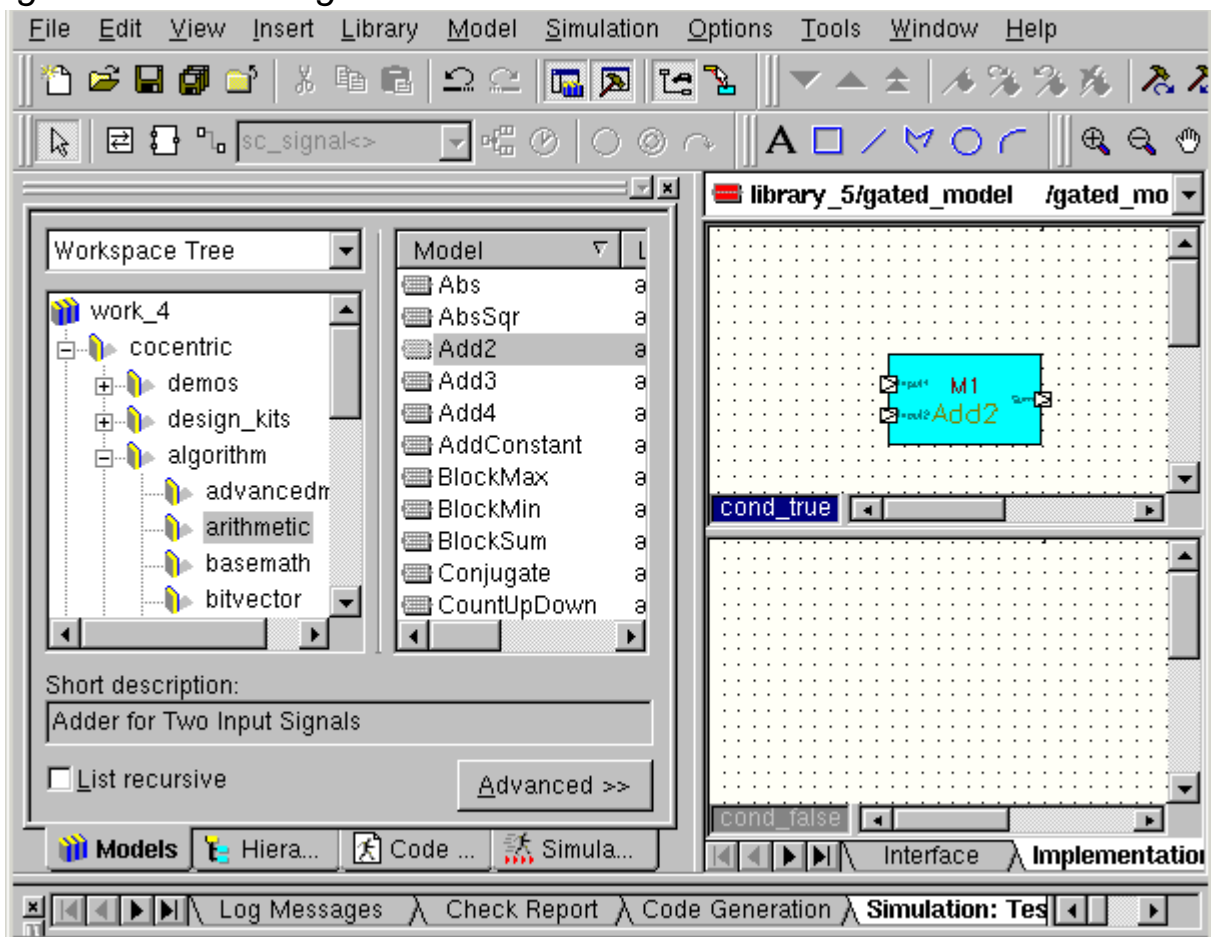 File Edit View Insert Library Model Simulation Options Tools Window Help
sc_signal<>
A
library_5/gated_model /gated_mo
Workspace Tree
work_4
cocentric
demos
design_kits
algorithm
advancedm
arithmetic
basemath
bitvector
Model L
Abs a
AbsSqr a
Add2 a
Add3 a
Add4 a
AddConstant a
BlockMax a
BlockMin a
BlockSum a
Conjugate a
CountUpDown a
Short description:
Adder for Two Input Signals
List recursive
Advanced >>
Models Hiera... Code ... Simula...
M1
Input1
Input2
Add2
Sum
cond_true
cond_false
Interface Implementation
Log Messages Check Report Code Generation Simulation: Tes